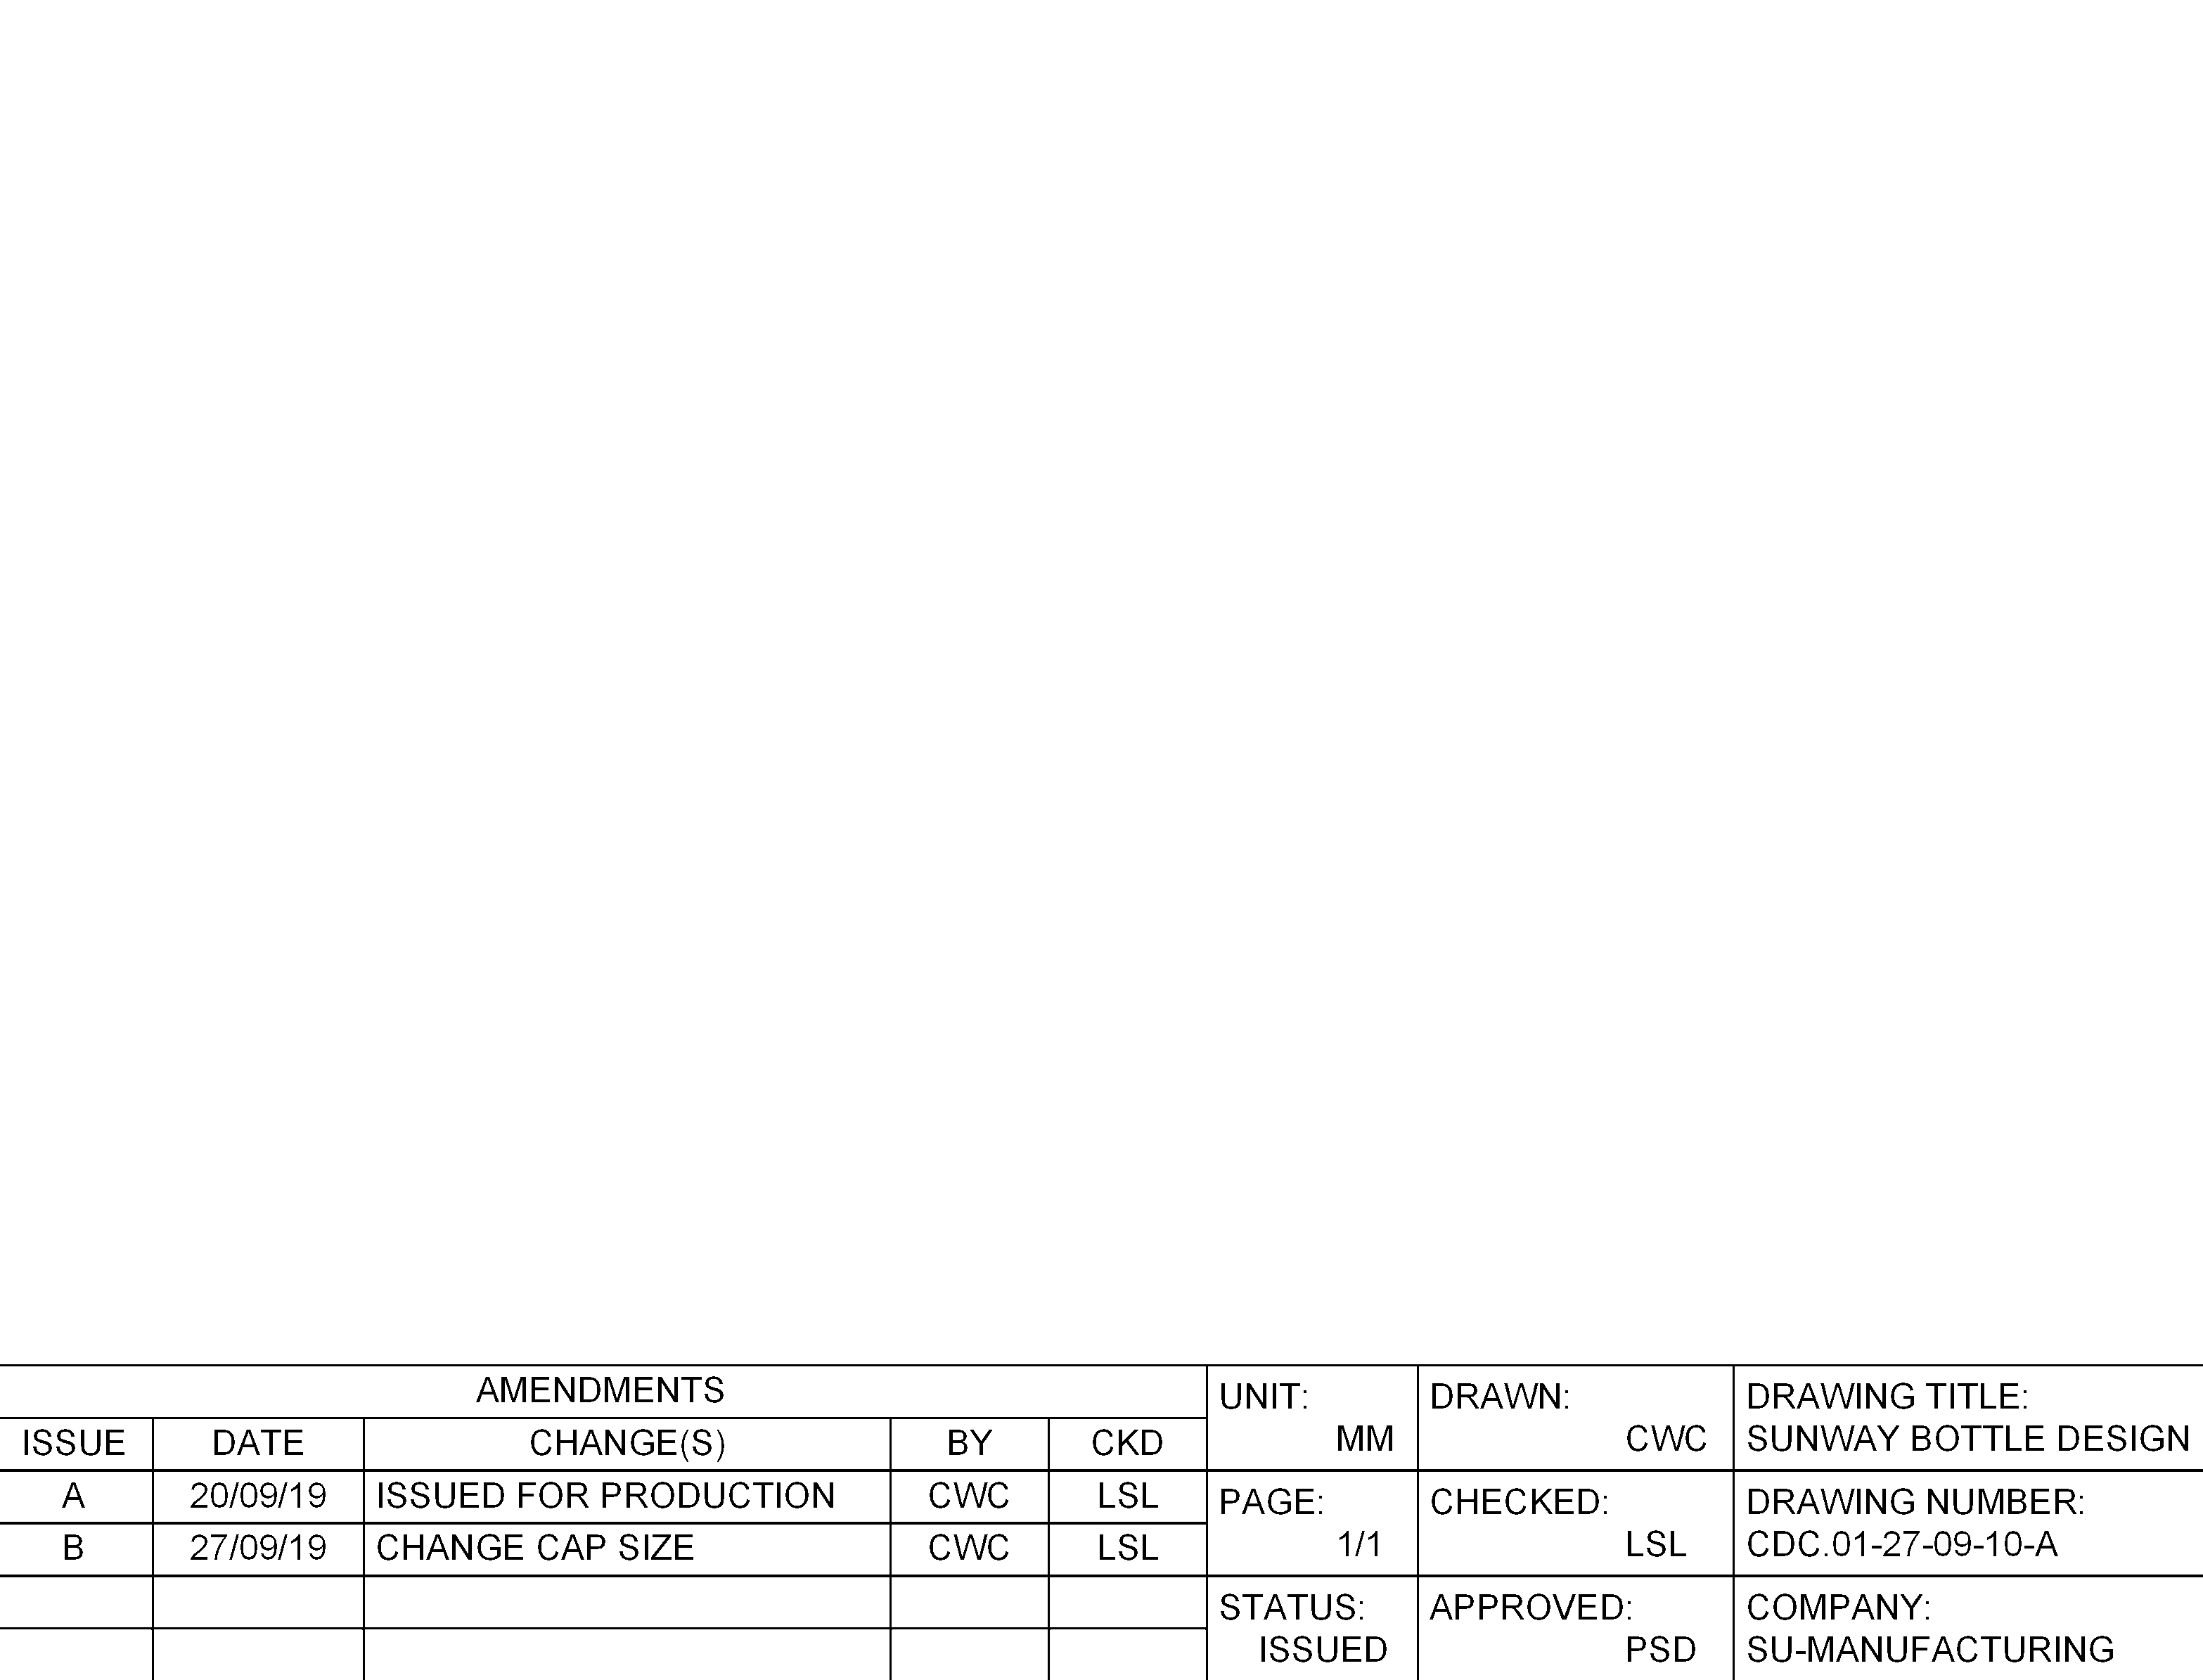 AMENDMENTS
ISSUE DATE CHANGE(S) BY CKD
A 20/09/19 ISSUED FOR PRODUCTION CWC LSL
B 27/09/19 CHANGE CAP SIZE CWC LSL
UNIT:
MM
DRAWN:
CWC
DRAWING TITLE:
SUNWAY BOTTLE DESIGN
PAGE:
1/1
CHECKED:
LSL
DRAWING NUMBER:
CDC.01-27-09-10-A
STATUS:
ISSUED
APPROVED:
PSD
COMPANY:
SU-MANUFACTURING